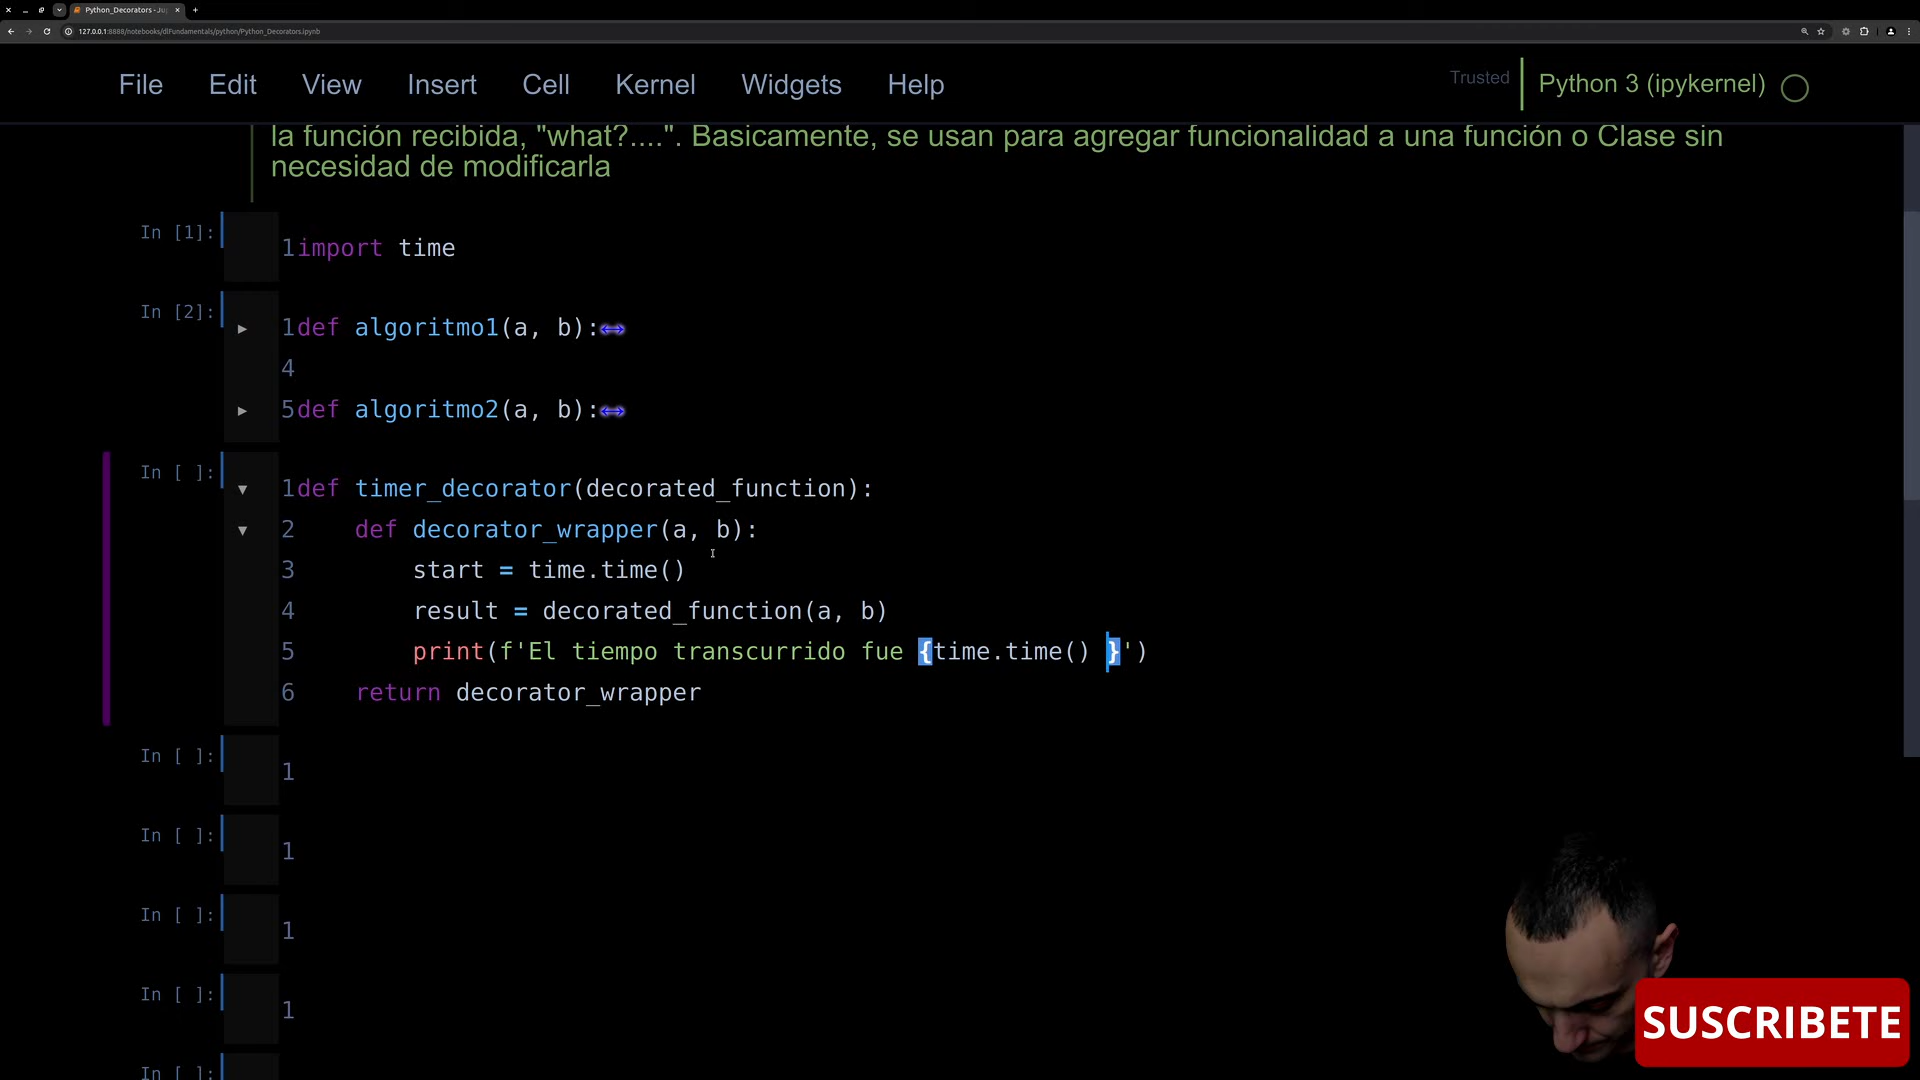 Python_Decorators - Ju
127.0.0.1:8888/notebooks/dlFundamentals/python/Python_Decorators.ipynb
File Edit View Insert Cell Kernel Widgets Help Trusted Python 3 (ipykernel)
la función recibida, "what?....". Basicamente, se usan para agregar funcionalidad a una función o Clase sin
necesidad de modificarla
In [1]:
1import time
In [2]:
1def algoritmo1(a, b):↔
4
5def algoritmo2(a, b):↔
In [ ]:
1def timer_decorator(decorated_function):
2    def decorator_wrapper(a, b):
3        start = time.time()
4        result = decorated_function(a, b)
5        print(f'El tiempo transcurrido fue {time.time() }')
6    return decorator_wrapper
In [ ]:
1
In [ ]:
1
In [ ]:
1
In [ ]:
1
In [ ]:
SUSCRIBETE